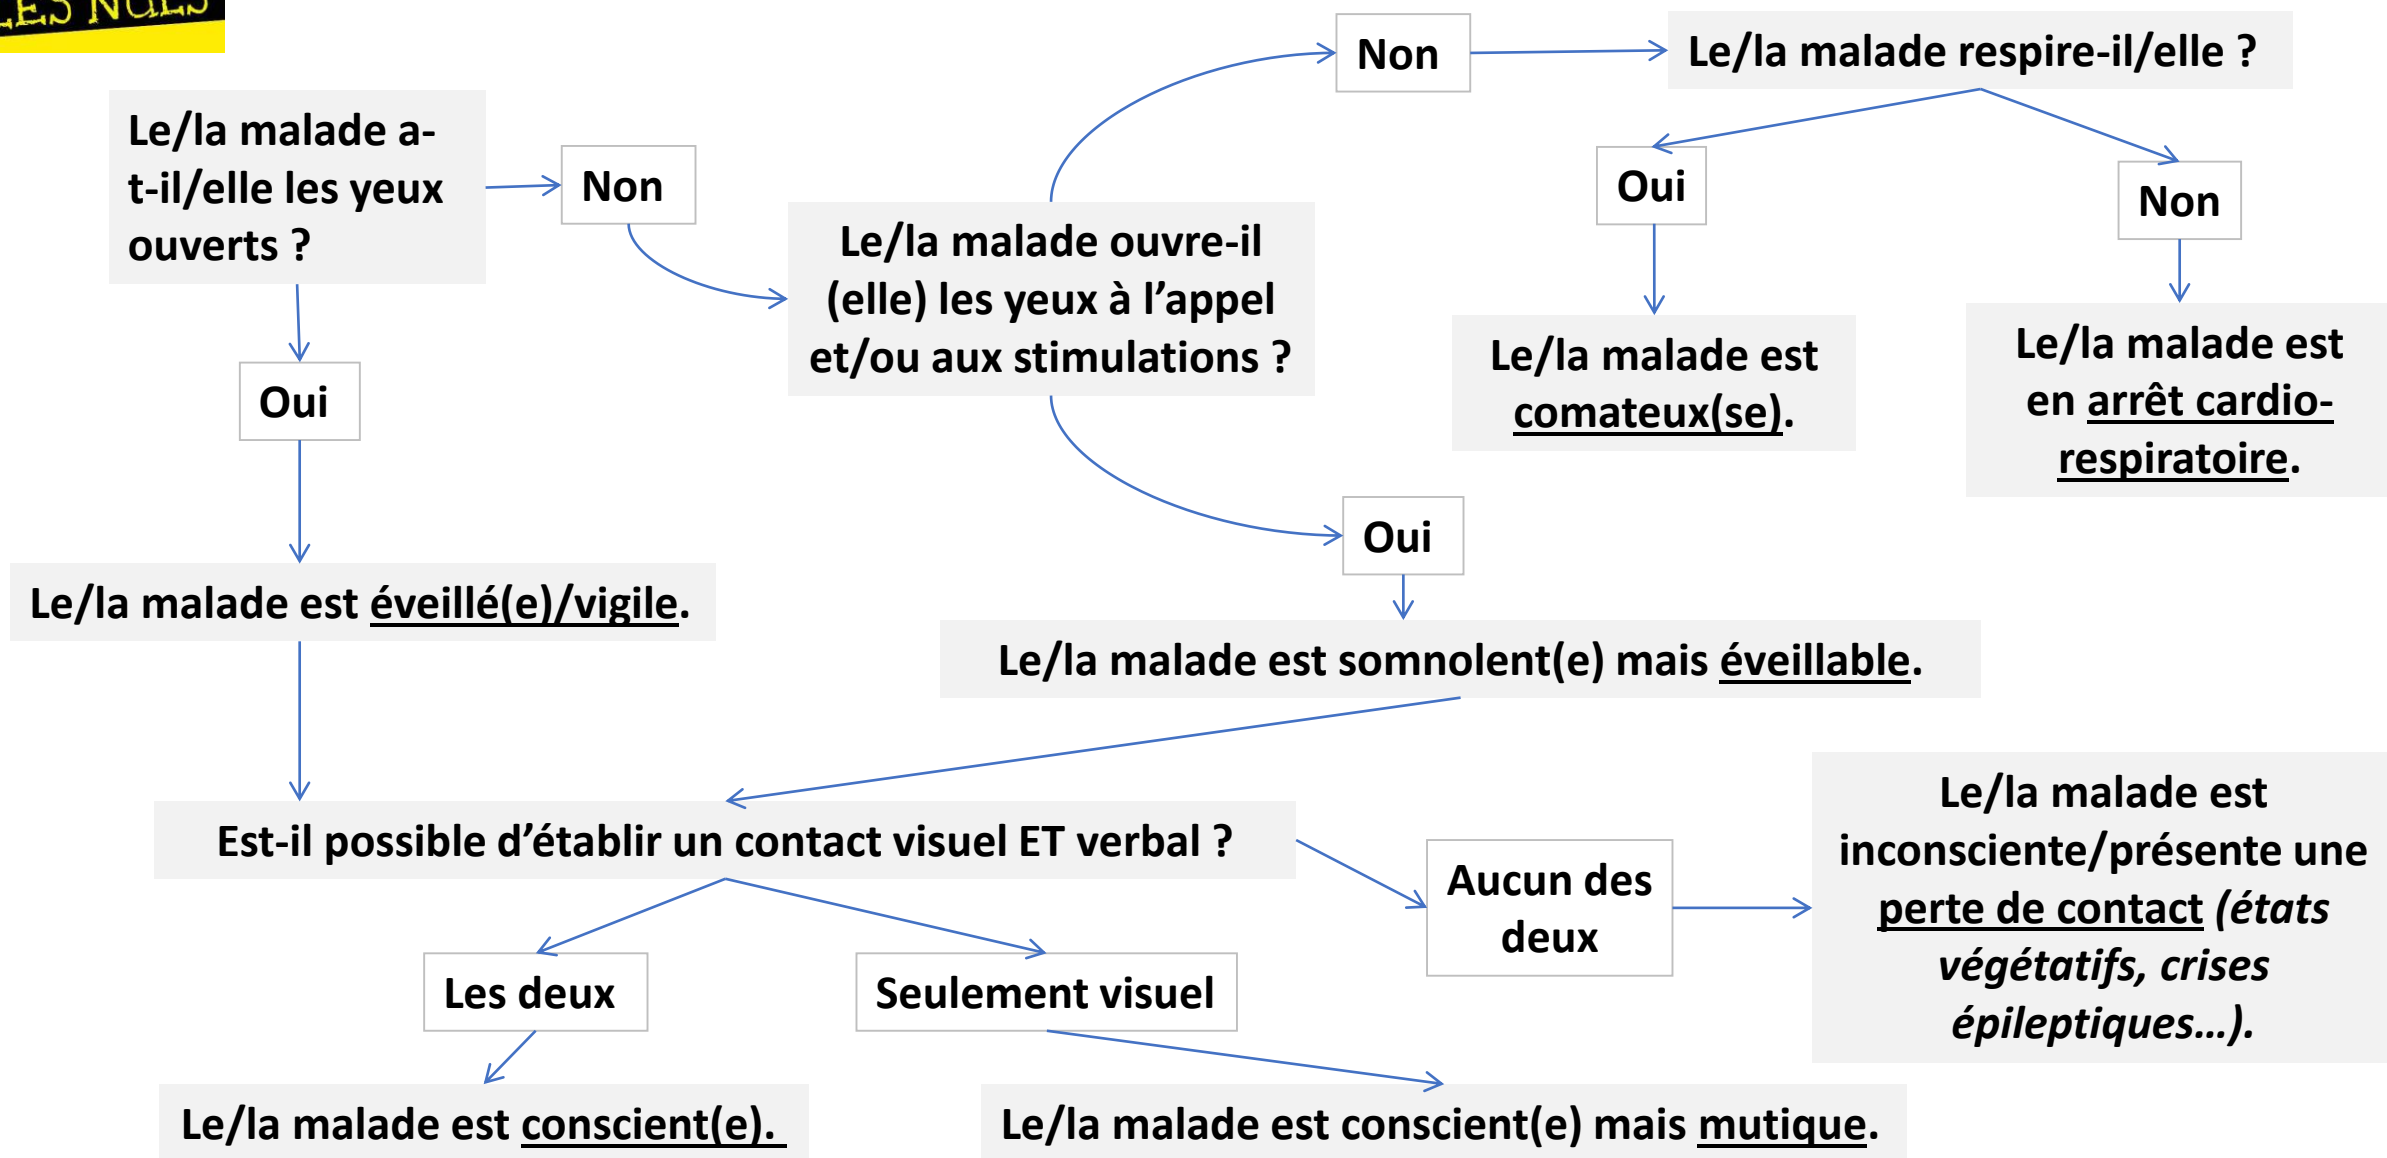 LES NULS
Non
Le/la malade respire-il/elle ?
Le/la malade a-
t-il/elle les yeux
ouverts ?
Non
Oui
Non
Le/la malade ouvre-il
(elle) les yeux à l’appel
et/ou aux stimulations ?
Le/la malade est
comateux(se).
Le/la malade est
en arrêt cardio-
respiratoire.
Oui
Oui
Le/la malade est éveillé(e)/vigile.
Le/la malade est somnolent(e) mais éveillable.
Est-il possible d’établir un contact visuel ET verbal ?
Aucun des
deux
Le/la malade est
inconsciente/présente une
perte de contact (états
végétatifs, crises
épileptiques…).
Les deux
Seulement visuel
Le/la malade est conscient(e).
Le/la malade est conscient(e) mais mutique.